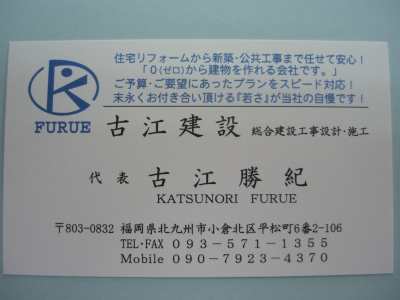 住宅リフォームから新築・公共工事まで任せて安心！
「０(ゼロ)から建物を作れる会社です。」
ご予算・ご要望にあったプランをスピード対応！
末永くお付き合い頂ける『若さ』が当社の自慢です！
FURUE
古江建設 総合建設工事設計・施工
代表 古江勝紀
KATSUNORI FURUE
〒803-0832 福岡県北九州市小倉北区平松町6番2-106
TEL・FAX ０９３－５７１－１３５５
Mobile ０９０－７９２３－４３７０